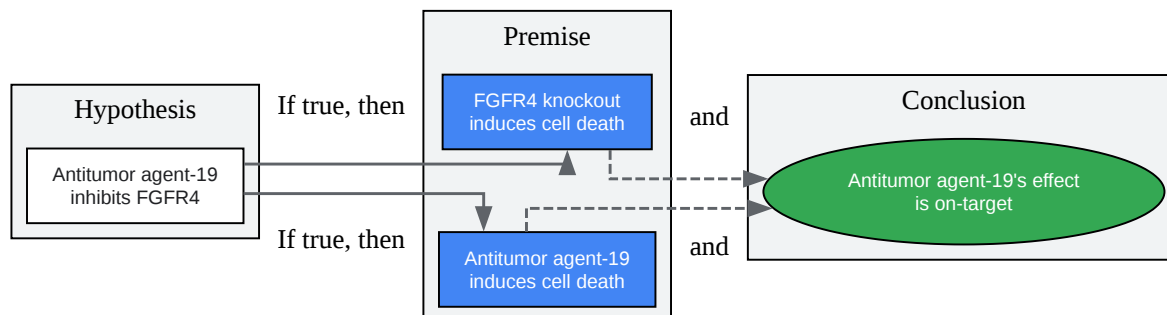 Hypothesis
Antitumor agent-19
inhibits FGFR4
If true, then
If true, then
Premise
FGFR4 knockout
induces cell death
Antitumor agent-19
induces cell death
and
and
Conclusion
Antitumor agent-19's effect
is on-target